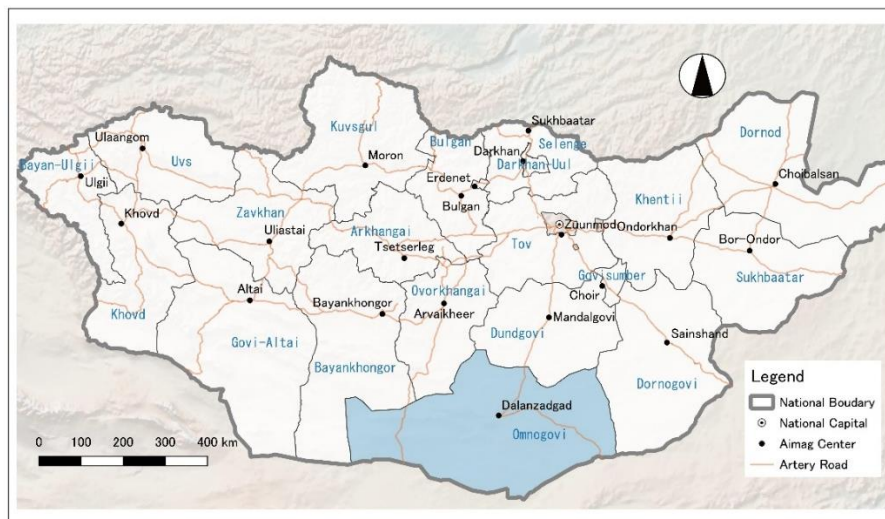 Sukhbaatar
Kuvsgul
Dornod
Ulaangom
Bulgan
Selenge
Darkhan
Uvs
Moron
Darkhan-Uul
Bayan-Ulgii
Ulgii
Erdenet
Choibalsan
Khentii
Bulgan
Zavkhan
Khovd
Arkhangai
Zuunmod
Ondorkhan
Uliastai
Tov
Bor-Ondor
Tsetserleg
Govisumber
Sukhbaatar
Altai
Ovorkhangai
Choir
Bayankhongor
Arvaikheer
Mandalgovi
Khovd
Dundgovi
Sainshand
Govi-Altai
Bayankhongor
Dornogovi
Dalanzadgad
Omnogovi
Legend
National Boudary
National Capital
Aimag Center
Artery Road
0 100 200 300 400 km